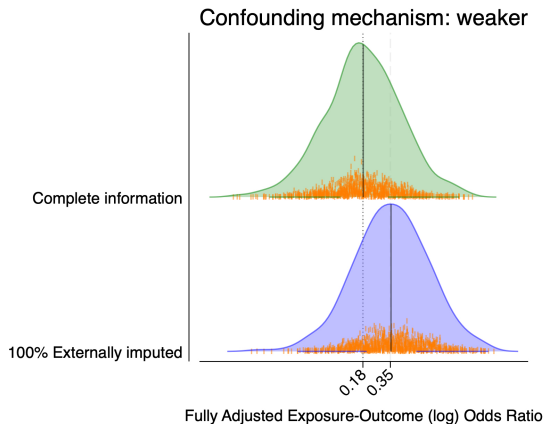 Confounding mechanism: weaker
Complete information
100% Externally imputed
0.18
0.35
Fully Adjusted Exposure-Outcome (log) Odds Ratio